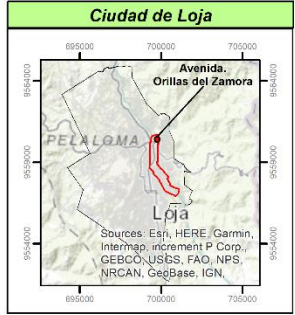 Ciudad de Loja
695000 700000 705000
Avenida.
Orillas del Zamora
9564000 9564000
PELALOMA
9559000 9559000
Loja
9554000 9554000
Sources: Esri, HERE, Garmin,
Intermap, increment P Corp.,
GEBCO, USGS, FAO, NPS,
NRCAN, GeoBase, IGN,
695000 700000 705000